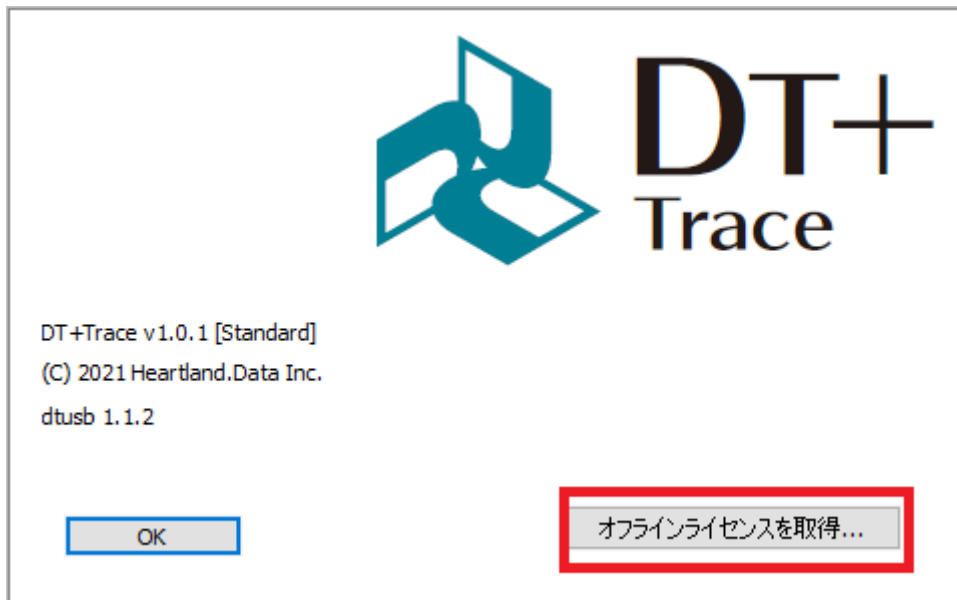 DT+
Trace
DT+Trace v1.0.1 [Standard]
(C) 2021 Heartland.Data Inc.
dtusb 1.1.2
OK
オフラインライセンスを取得...